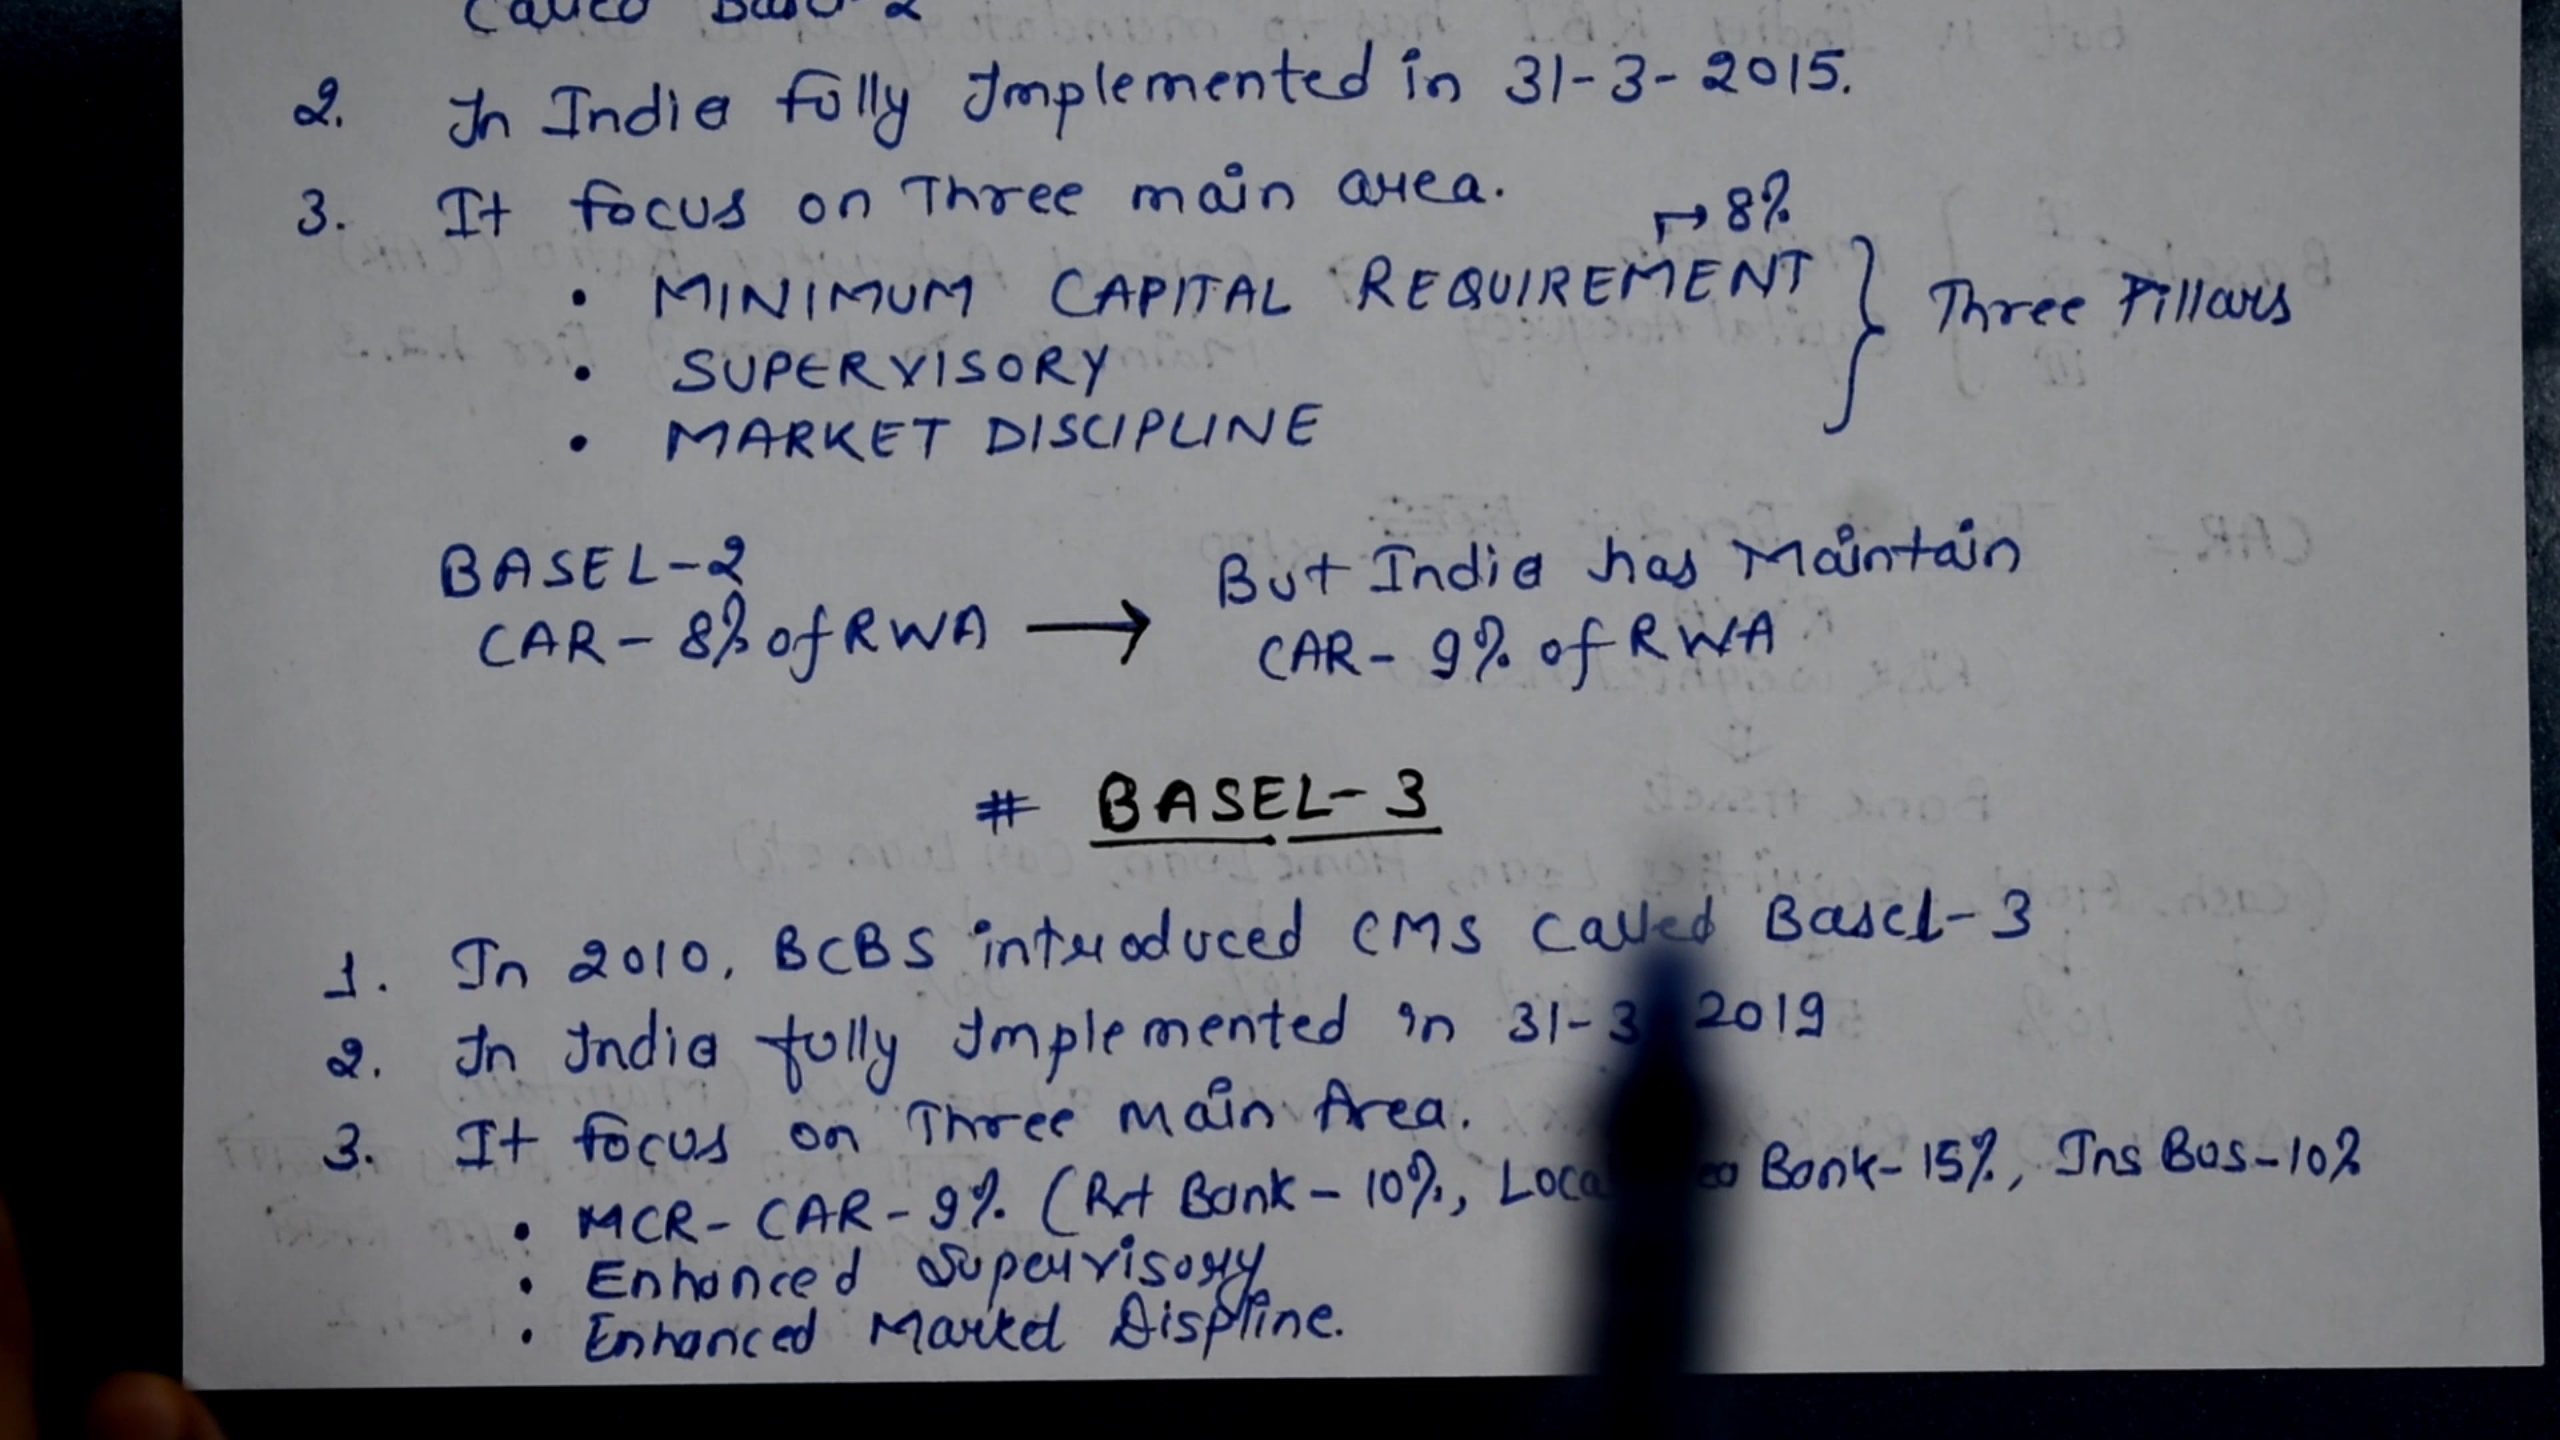 Called Basel-2
2. In India fully Implemented in 31-3-2015.
3. It focus on Three main area.
→ 8%
• MINIMUM CAPITAL REQUIREMENT
• SUPERVISORY
• MARKET DISCIPLINE
Three Pillars
BASEL-2
CAR - 8% of RWA → But India has Maintain
CAR - 9% of RWA
# BASEL-3
1. In 2010, BCBS introduced CMS called Basel-3
2. In India fully Implemented in 31-3 2019
3. It focus on Three Main Area.
• MCR - CAR - 9% (Bank - 10%, Bank - 15%, Ins Bus - 10%
• Enhanced Supervisory
• Enhanced Market Displine.